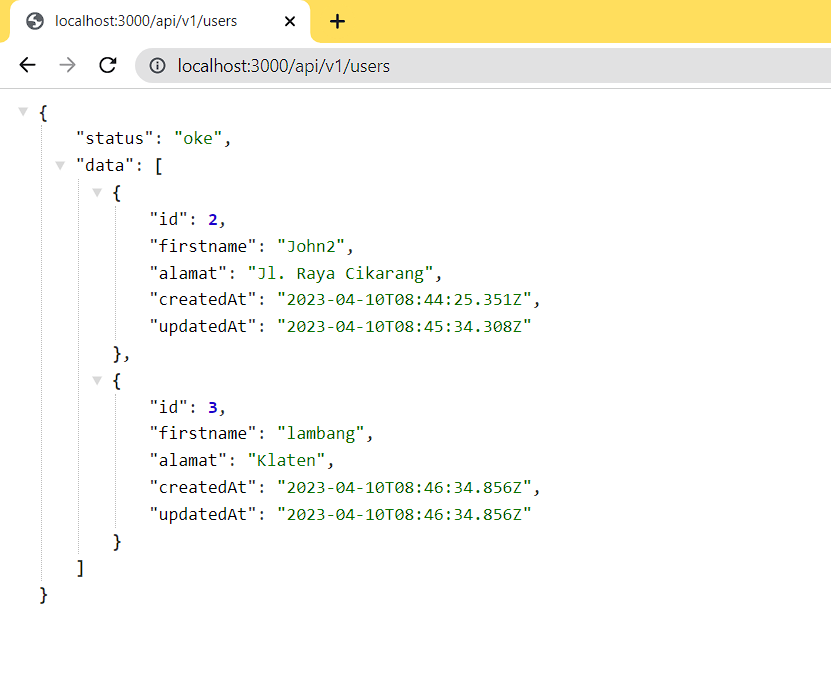 localhost:3000/api/v1/users
localhost:3000/api/v1/users
{
"status": "oke",
"data": [
{
"id": 2,
"firstname": "John2",
"alamat": "Jl. Raya Cikarang",
"createdAt": "2023-04-10T08:44:25.351Z",
"updatedAt": "2023-04-10T08:45:34.308Z"
},
{
"id": 3,
"firstname": "lambang",
"alamat": "Klaten",
"createdAt": "2023-04-10T08:46:34.856Z",
"updatedAt": "2023-04-10T08:46:34.856Z"
}
]
}